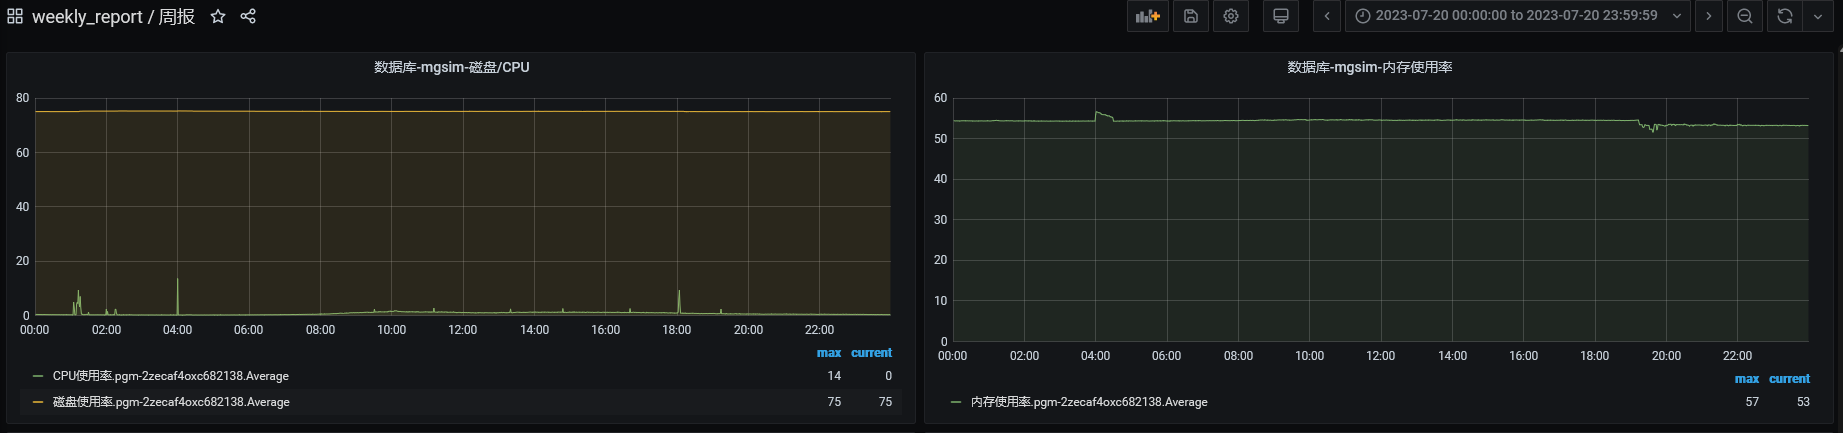 weekly_report / 周报
2023-07-20 00:00:00 to 2023-07-20 23:59:59
数据库-mgsim-磁盘/CPU
80
60
40
20
0
00:00 02:00 04:00 06:00 08:00 10:00 12:00 14:00 16:00 18:00 20:00 22:00
max current
CPU使用率.pgm-2zecaf4oxc682138.Average 14 0
磁盘使用率.pgm-2zecaf4oxc682138.Average 75 75
数据库-mgsim-内存使用率
60
50
40
30
20
10
0
00:00 02:00 04:00 06:00 08:00 10:00 12:00 14:00 16:00 18:00 20:00 22:00
max current
内存使用率.pgm-2zecaf4oxc682138.Average 57 53